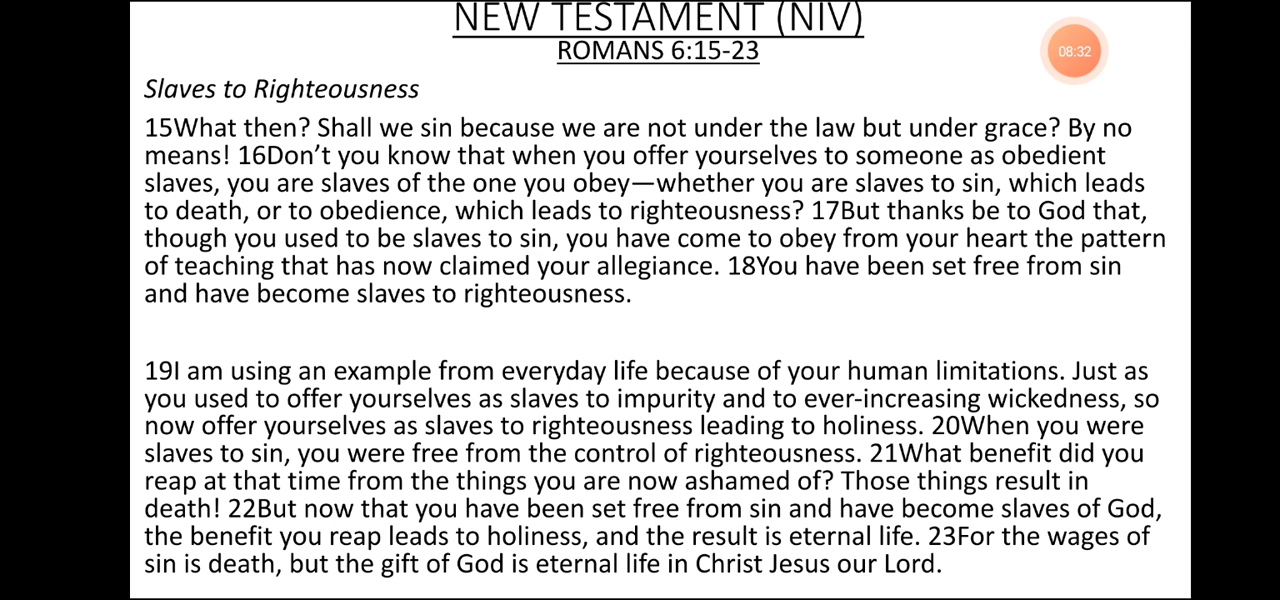 NEW TESTAMENT (NIV)
ROMANS 6:15-23
08:32
Slaves to Righteousness
15What then? Shall we sin because we are not under the law but under grace? By no
means! 16Don’t you know that when you offer yourselves to someone as obedient
slaves, you are slaves of the one you obey—whether you are slaves to sin, which leads
to death, or to obedience, which leads to righteousness? 17But thanks be to God that,
though you used to be slaves to sin, you have come to obey from your heart the pattern
of teaching that has now claimed your allegiance. 18You have been set free from sin
and have become slaves to righteousness.
19I am using an example from everyday life because of your human limitations. Just as
you used to offer yourselves as slaves to impurity and to ever-increasing wickedness, so
now offer yourselves as slaves to righteousness leading to holiness. 20When you were
slaves to sin, you were free from the control of righteousness. 21What benefit did you
reap at that time from the things you are now ashamed of? Those things result in
death! 22But now that you have been set free from sin and have become slaves of God,
the benefit you reap leads to holiness, and the result is eternal life. 23For the wages of
sin is death, but the gift of God is eternal life in Christ Jesus our Lord.